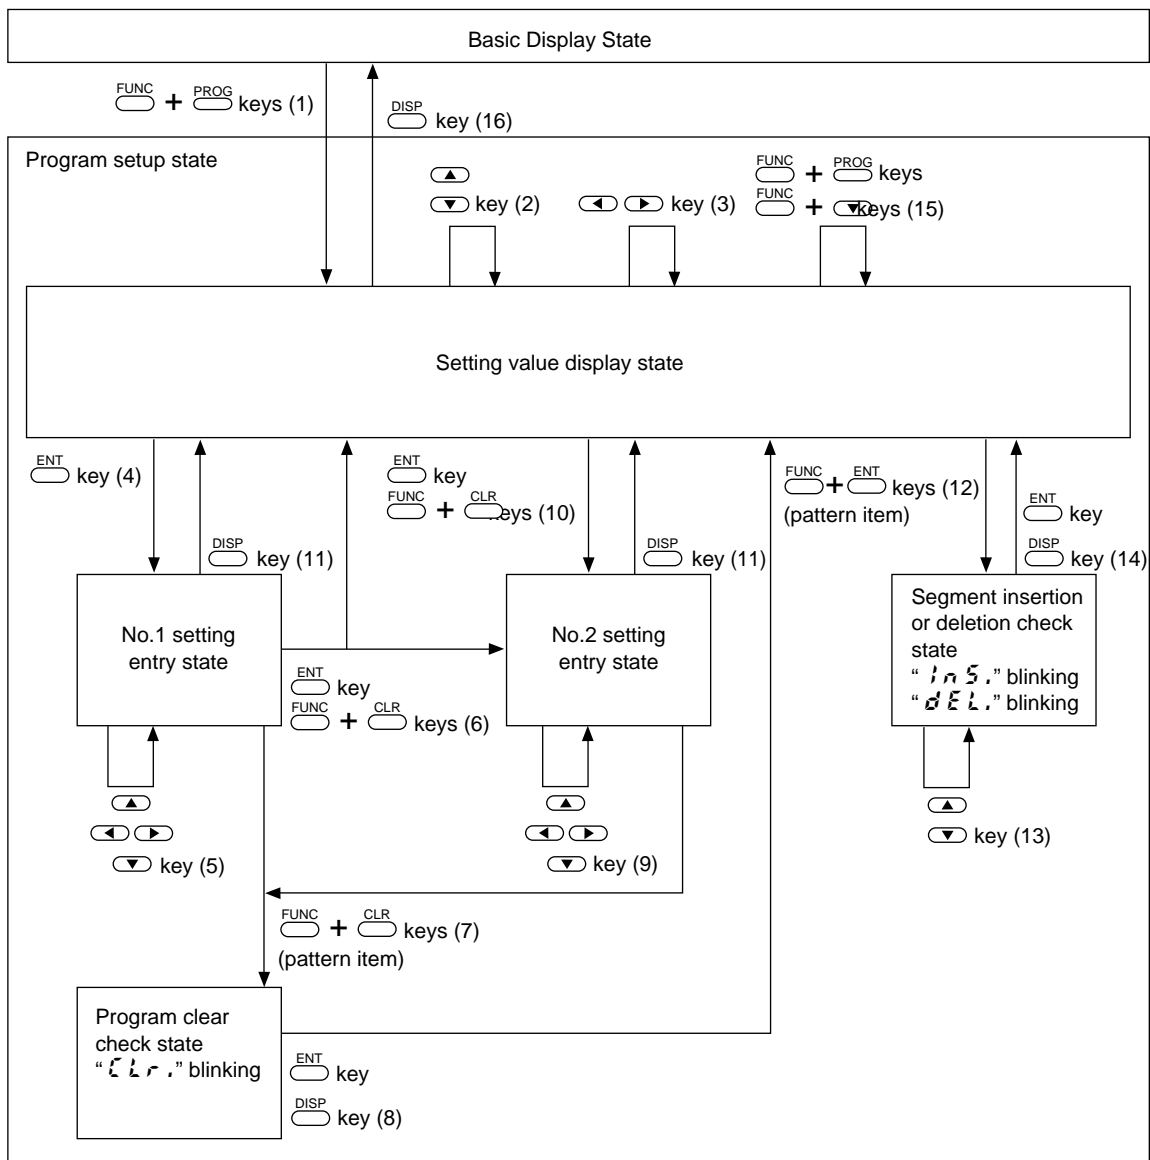 Basic Display State
FUNC + PROG keys (1)
DISP key (16)
Program setup state
▲
▼ key (2)
◀ ▶ key (3)
FUNC + PROG keys
FUNC + ▼ keys (15)
Setting value display state
ENT key (4)
DISP key (11)
ENT key
FUNC + CLR keys (10)
DISP key (11)
FUNC + ENT keys (12)
(pattern item)
ENT key
DISP key (14)
No.1 setting
entry state
ENT key
FUNC + CLR keys (6)
No.2 setting
entry state
Segment insertion
or deletion check
state
“ InS.” blinking
“ dEL.” blinking
▲
◀ ▶
▼ key (5)
▲
◀ ▶
▼ key (9)
▲
▼ key (13)
FUNC + CLR keys (7)
(pattern item)
Program clear
check state
“ CLr.” blinking
ENT key
DISP key (8)